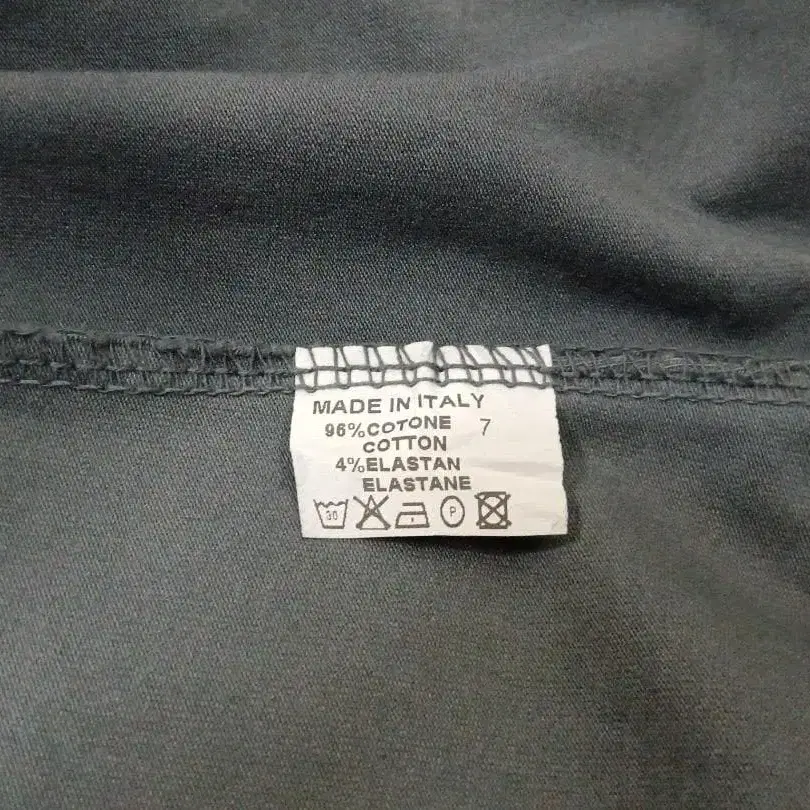 MADE IN ITALY
96%COTONE 7
COTTON
4%ELASTAN
ELASTANE
30 P